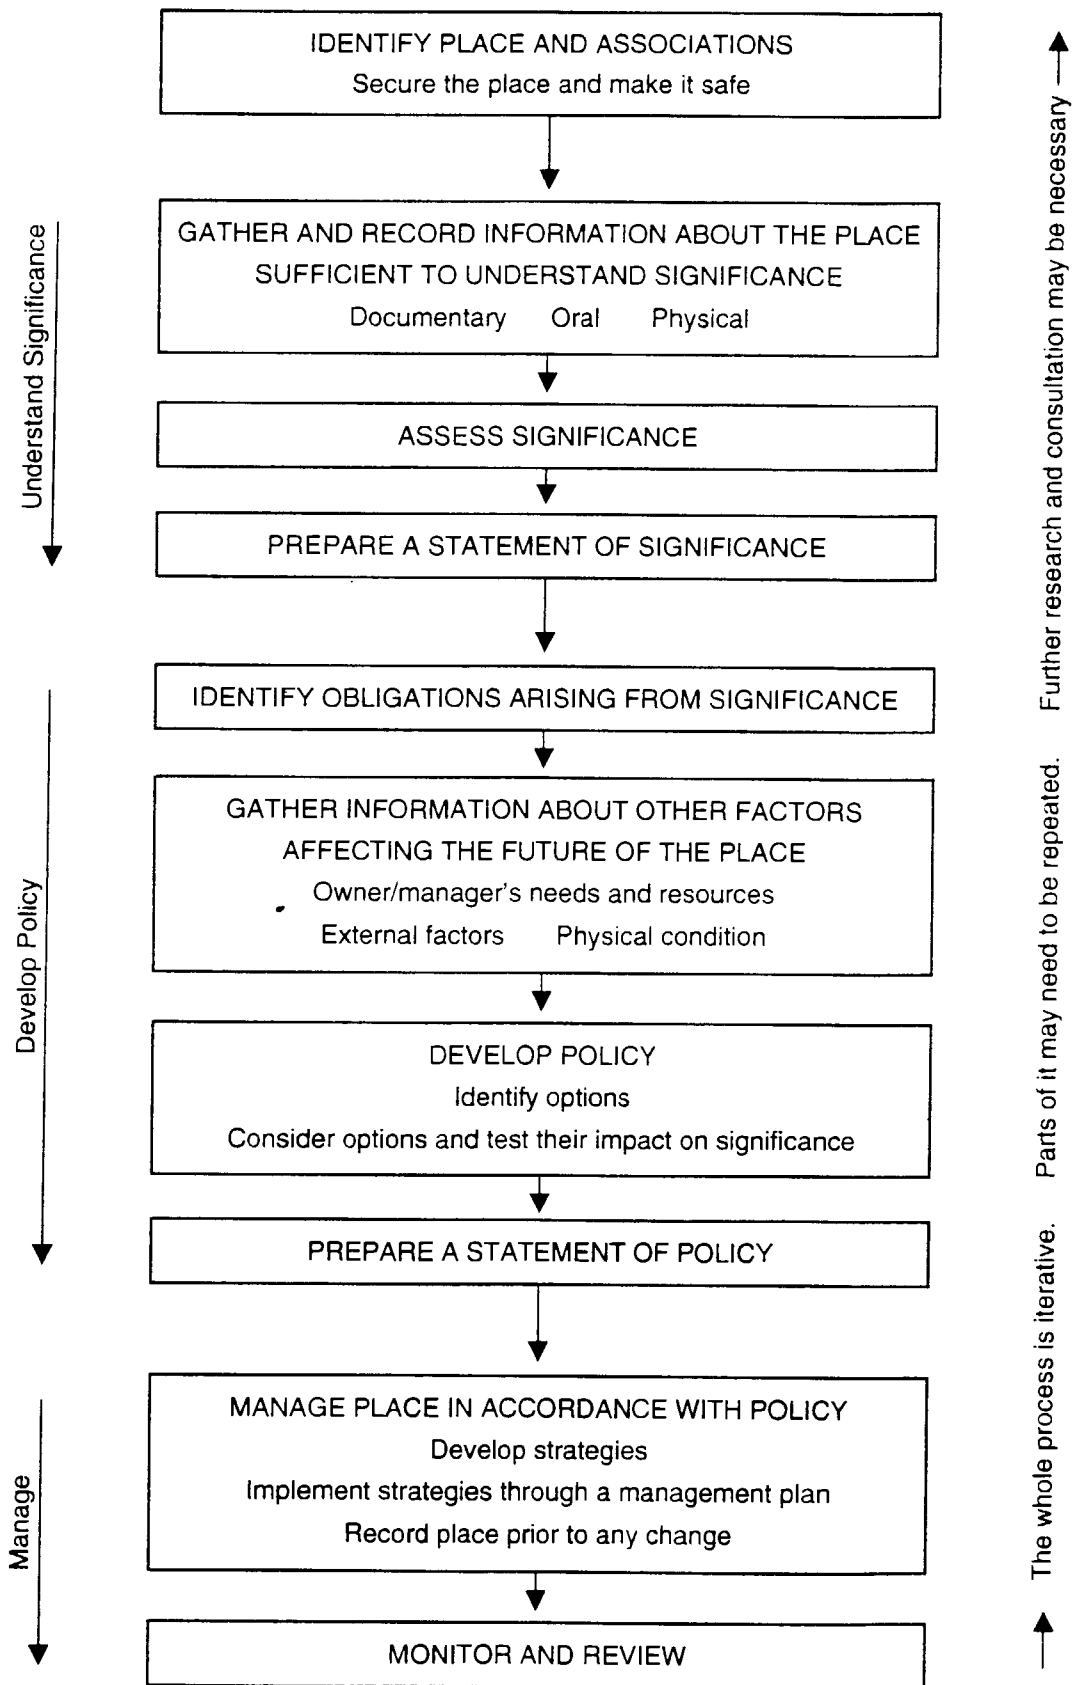 IDENTIFY PLACE AND ASSOCIATIONS
Secure the place and make it safe
GATHER AND RECORD INFORMATION ABOUT THE PLACE
SUFFICIENT TO UNDERSTAND SIGNIFICANCE
Documentary Oral Physical
ASSESS SIGNIFICANCE
PREPARE A STATEMENT OF SIGNIFICANCE
IDENTIFY OBLIGATIONS ARISING FROM SIGNIFICANCE
GATHER INFORMATION ABOUT OTHER FACTORS
AFFECTING THE FUTURE OF THE PLACE
Owner/manager's needs and resources
External factors Physical condition
DEVELOP POLICY
Identify options
Consider options and test their impact on significance
PREPARE A STATEMENT OF POLICY
MANAGE PLACE IN ACCORDANCE WITH POLICY
Develop strategies
Implement strategies through a management plan
Record place prior to any change
MONITOR AND REVIEW
Understand Significance
Develop Policy
Manage
The whole process is iterative. Parts of it may need to be repeated. Further research and consultation may be necessary